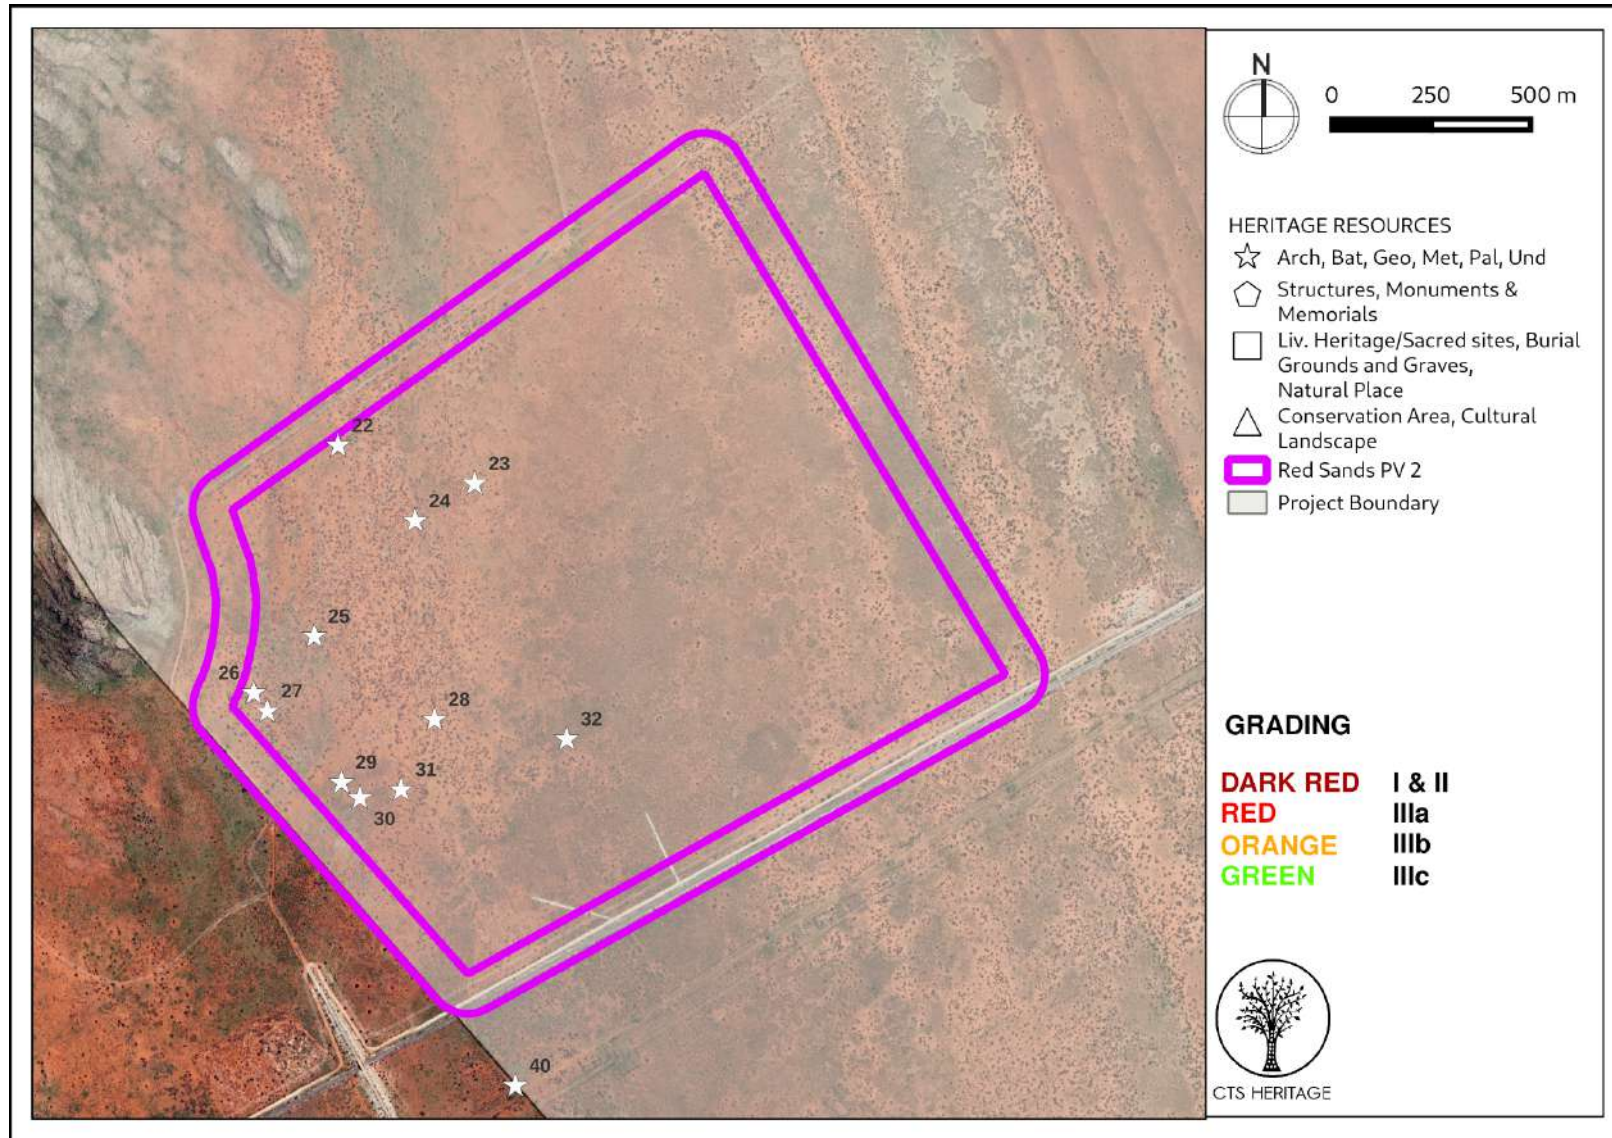 N
0 250 500 m
HERITAGE RESOURCES
Arch, Bat, Geo, Met, Pal, Und
Structures, Monuments &
Memorials
Liv. Heritage/Sacred sites, Burial
Grounds and Graves,
Natural Place
Conservation Area, Cultural
Landscape
Red Sands PV 2
Project Boundary
GRADING
DARK RED I & II
RED IIIa
ORANGE IIIb
GREEN IIIc
CTS HERITAGE
22
23
24
25
26
27
28
32
29
31
30
40